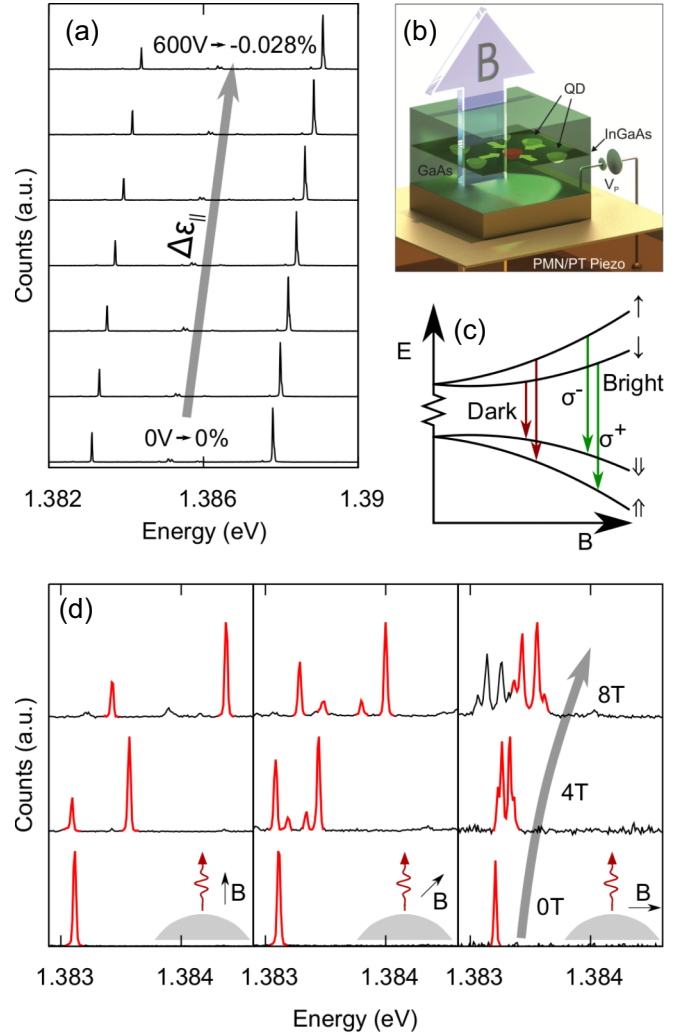 (a)
600V→-0.028%
Δε||
0V→0%
Counts (a.u.)
1.382
1.386
1.39
Energy (eV)
(b)
B
QD
InGaAs
GaAs
VP
PMN/PT Piezo
(c)
E
↑
↓
Dark
σ-
Bright
σ+
⇓
⇑
B
(d)
Counts (a.u.)
8T
4T
0T
B
B
B
1.383
1.384
1.383
1.384
1.383
1.384
Energy (eV)